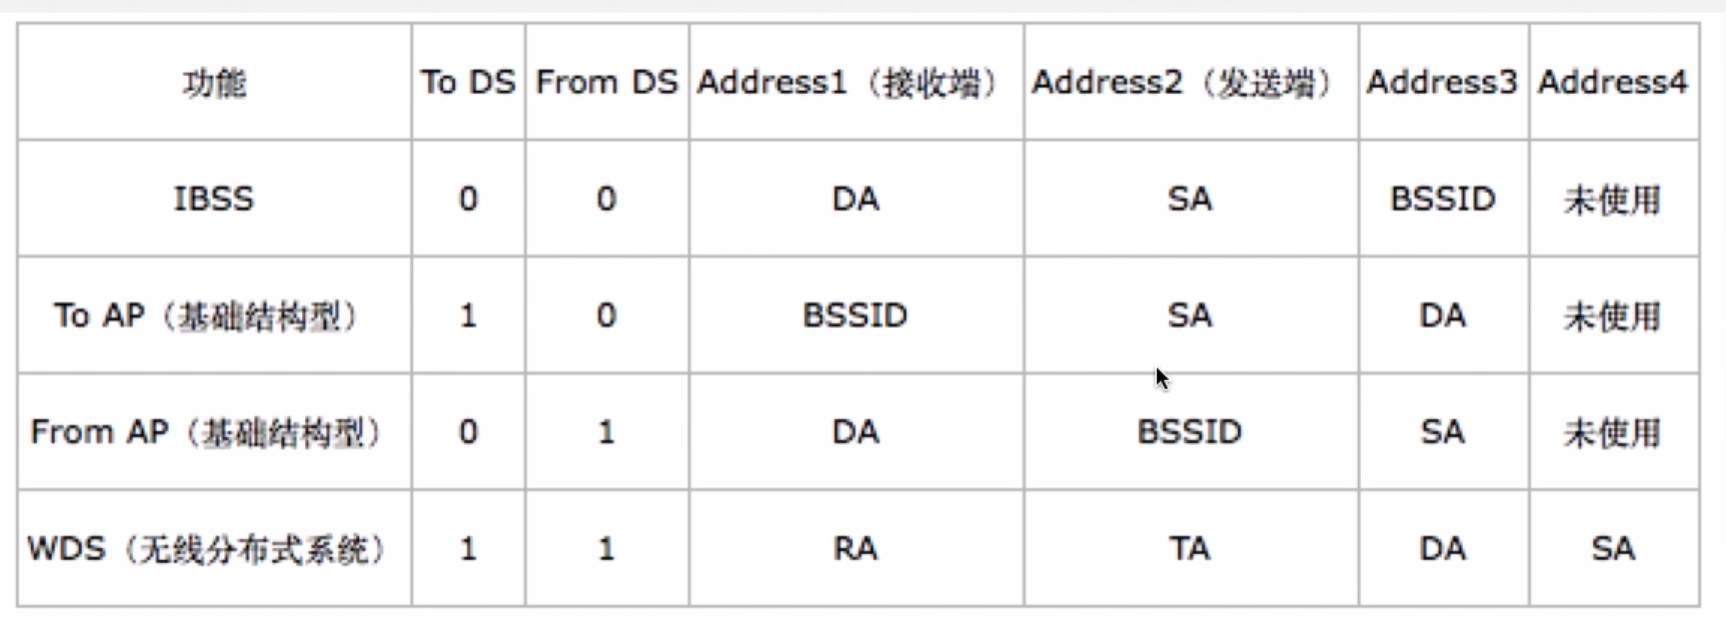 功能 To DS From DS Address1（接收端） Address2（发送端） Address3 Address4
IBSS 0 0 DA SA BSSID 未使用
To AP（基础结构型） 1 0 BSSID SA DA 未使用
From AP（基础结构型） 0 1 DA BSSID SA 未使用
WDS（无线分布式系统） 1 1 RA TA DA SA